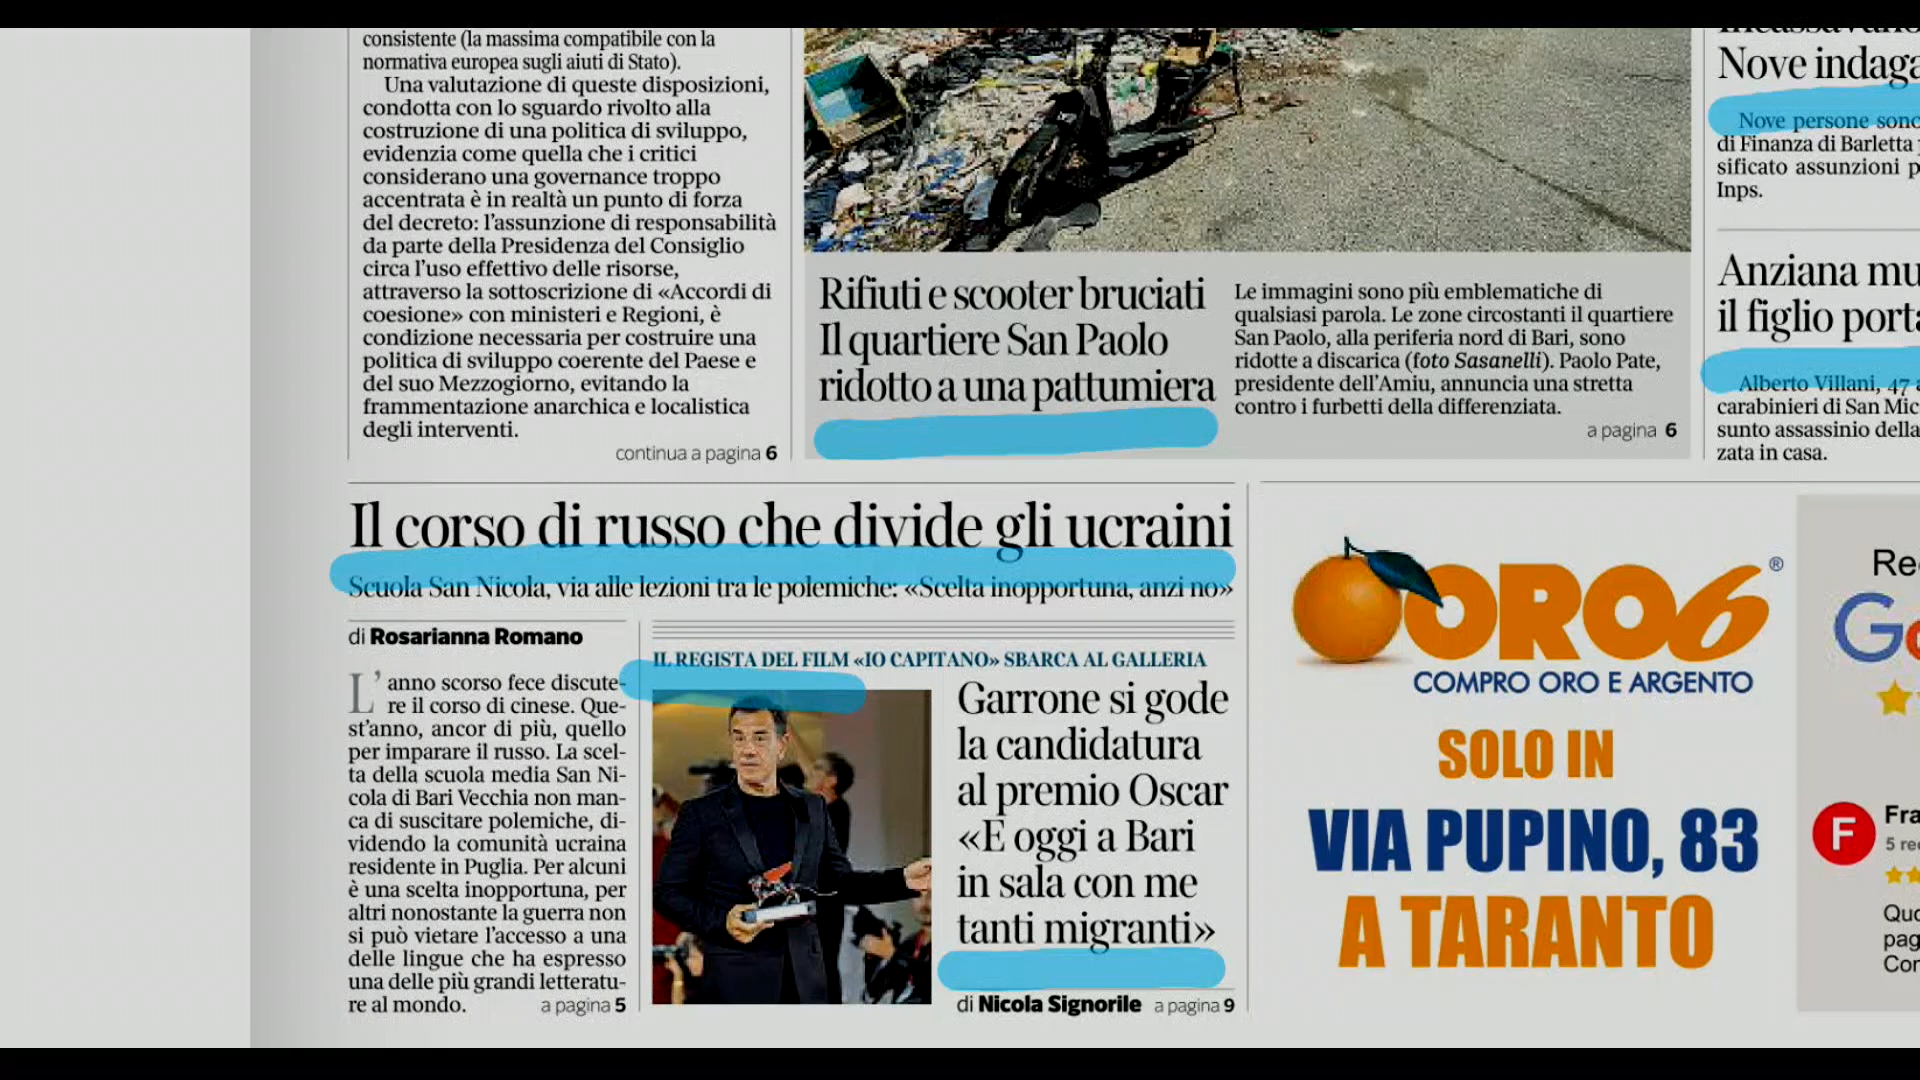 consistente (la massima compatibile con la
normativa europea sugli aiuti di Stato).
Una valutazione di queste disposizioni,
condotta con lo sguardo rivolto alla
costruzione di una politica di sviluppo,
evidenzia come quella che i critici
considerano una governance troppo
accentrata è in realtà un punto di forza
del decreto: l'assunzione di responsabilità
da parte della Presidenza del Consiglio
circa l'uso effettivo delle risorse,
attraverso la sottoscrizione di «Accordi di
coesione» con ministeri e Regioni, è
condizione necessaria per costruire una
politica di sviluppo coerente del Paese e
del suo Mezzogiorno, evitando la
frammentazione anarchica e localistica
degli interventi.
continua a pagina 6
Rifiuti e scooter bruciati
Il quartiere San Paolo
ridotto a una pattumiera
Le immagini sono più emblematiche di
qualsiasi parola. Le zone circostanti il quartiere
San Paolo, alla periferia nord di Bari, sono
ridotte a discarica (foto Sasanelli). Paolo Pate,
presidente dell'Amiu, annuncia una stretta
contro i furbetti della differenziata.
a pagina 6
Nove indaga
Nove persone sono
di Finanza di Barletta
sificato assunzioni p
Inps.
Anziana mu
il figlio porta
Alberto Villani, 47 a
carabinieri di San Mic
sunto assassinio della
zata in casa.
Il corso di russo che divide gli ucraini
Scuola San Nicola, via alle lezioni tra le polemiche: «Scelta inopportuna, anzi no»
di Rosarianna Romano
L'anno scorso fece discute-
re il corso di cinese. Que-
st'anno, ancor di più, quello
per imparare il russo. La scel-
ta della scuola media San Ni-
cola di Bari Vecchia non man-
ca di suscitare polemiche, di-
videndo la comunità ucraina
residente in Puglia. Per alcuni
è una scelta inopportuna, per
altri nonostante la guerra non
si può vietare l'accesso a una
delle lingue che ha espresso
una delle più grandi letteratu-
re al mondo.
a pagina 5
IL REGISTA DEL FILM «IO CAPITANO» SBARCA AL GALLERIA
Garrone si gode
la candidatura
al premio Oscar
«E oggi a Bari
in sala con me
tanti migranti»
di Nicola Signorile a pagina 9
ORO6®
COMPRO ORO E ARGENTO
SOLO IN
VIA PUPINO, 83
A TARANTO
Re
Go
F
Fra
5 rec
Quo
pag
Con